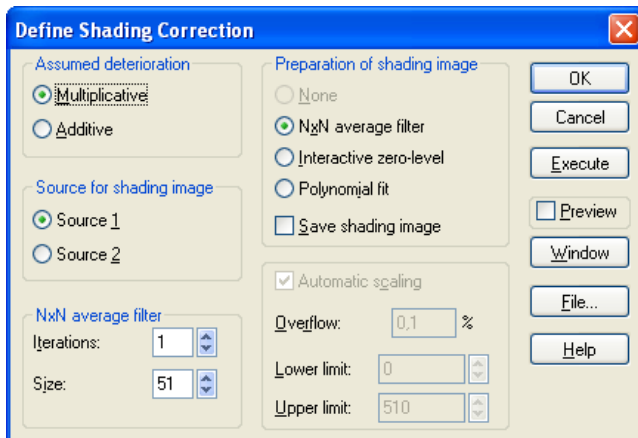 Define Shading Correction
Assumed deterioration
Multiplicative
Additive
Source for shading image
Source 1
Source 2
NxN average filter
Iterations: 1
Size: 51
Preparation of shading image
None
NxN average filter
Interactive zero-level
Polynomial fit
Save shading image
Automatic scaling
Overflow: 0,1 %
Lower limit: 0
Upper limit: 510
OK
Cancel
Execute
Preview
Window
File...
Help